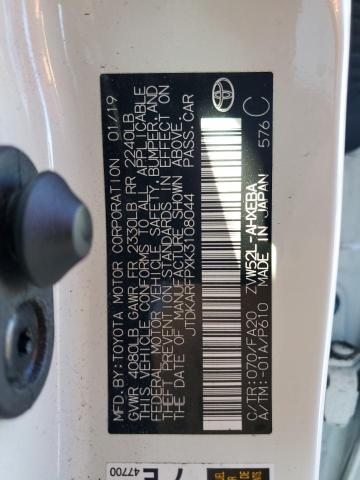 MFD. BY: TOYOTA MOTOR CORPORATION 01/19
GVWR 4080LB GAWR FR 2330LB RR 2240LB
THIS VEHICLE CONFORMS TO ALL APPLICABLE
FEDERAL MOTOR VEHICLE SAFETY, BUMPER, AND
THEFT PREVENTION STANDARDS IN EFFECT ON
THE DATE OF MANUFACTURE SHOWN ABOVE.
JTDKARFPXK3108044 PASS.CAR
C/TR:070/FA20 ZVW52L-AHXEBA
A/TM:-01A/P610 MADE IN JAPAN 576 C
TOYOTA
47700